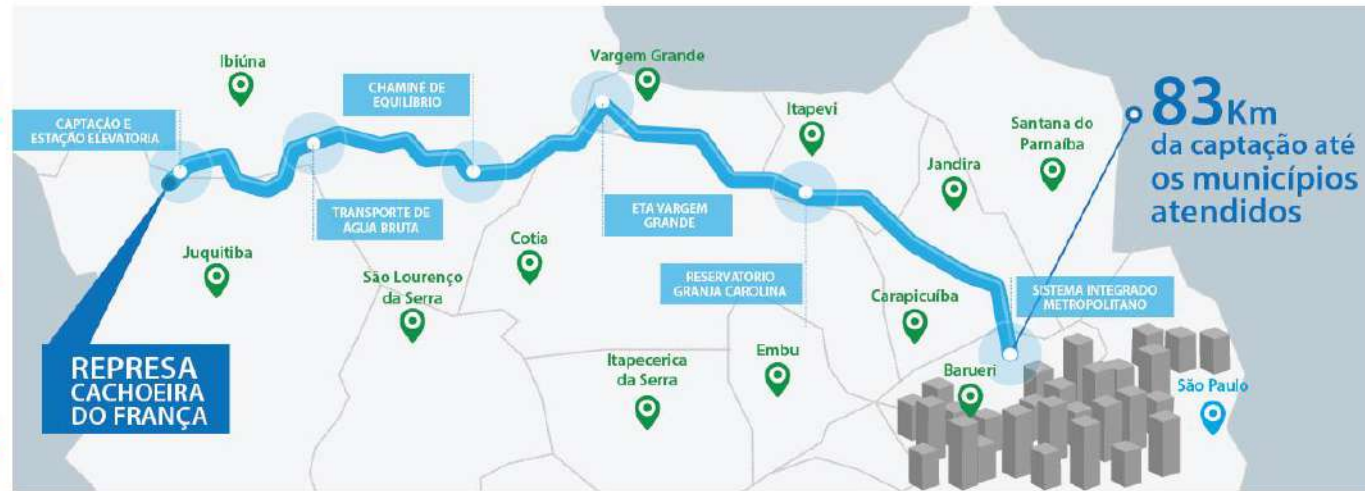 Ibiúna
CAPTAÇÃO E
ESTAÇÃO ELEVATORIA
CHAMINÉ DE
EQUILÍBRIO
Vargem Grande
Itapevi
Jandira
Santana do
Parnaíba
83Km
da captação até
os municípios
atendidos
TRANSPORTE DE
AGUA BRUTA
ETA VARGEM
GRANDE
Juquitiba
São Lourenço
da Serra
Cotia
RESERVATORIO
GRANJA CAROLINA
Carapicuíba
SISTEMA INTEGRADO
METROPOLITANO
REPRESA
CACHOEIRA
DO FRANÇA
Itapecerica
da Serra
Embu
Barueri
São Paulo